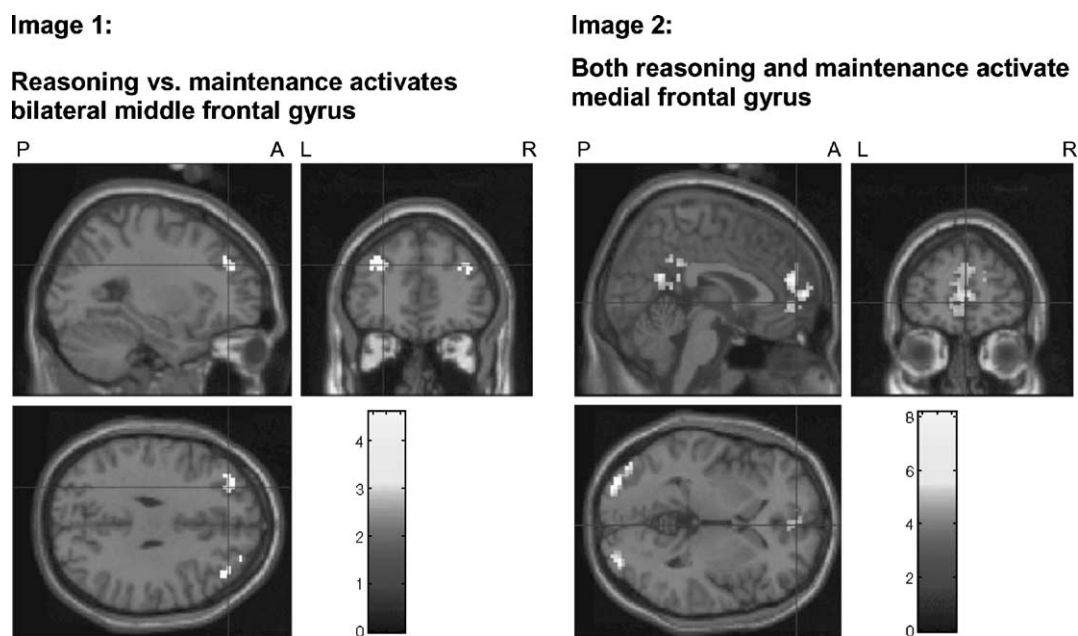 Image 1:
Reasoning vs. maintenance activates
bilateral middle frontal gyrus
P A L R
4
3
2
1
0
Image 2:
Both reasoning and maintenance activate
medial frontal gyrus
P A L R
8
6
4
2
0